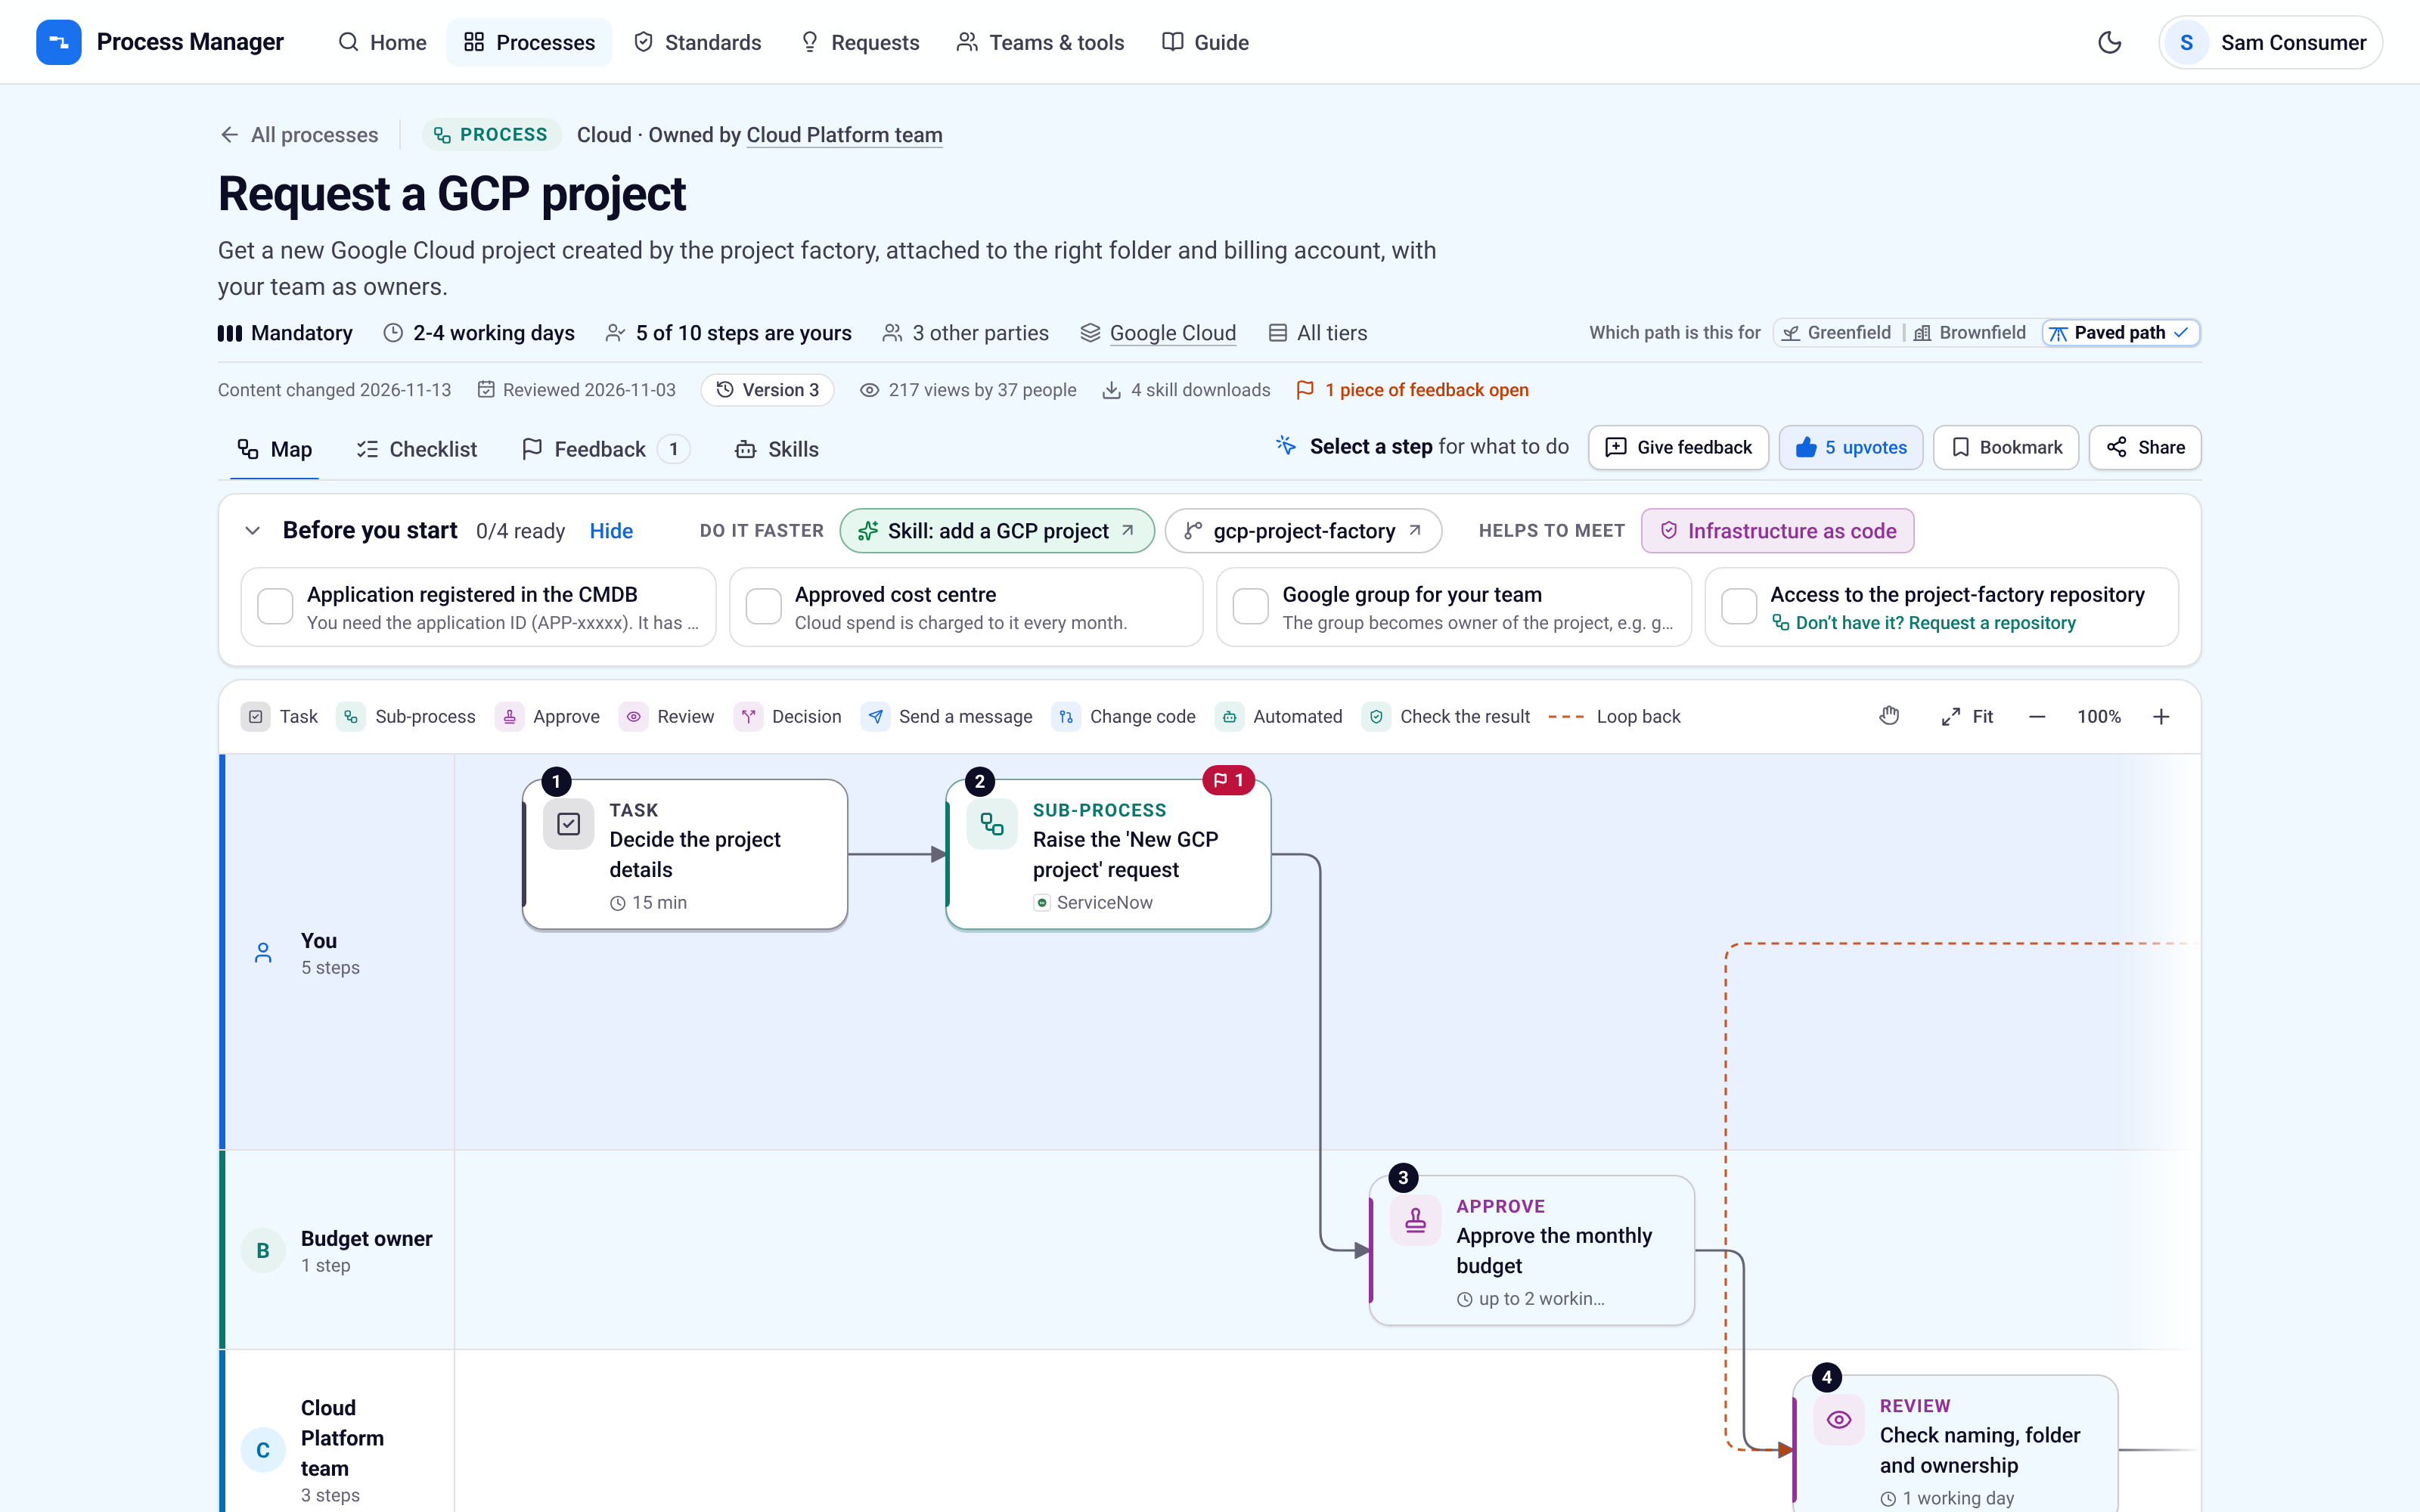 Process Manager
Home
Processes
Standards
Requests
Teams & tools
Guide
S
Sam Consumer
All processes
PROCESS
Cloud · Owned by Cloud Platform team
Request a GCP project
Get a new Google Cloud project created by the project factory, attached to the right folder and billing account, with
your team as owners.
Mandatory
2-4 working days
5 of 10 steps are yours
3 other parties
Google Cloud
All tiers
Which path is this for
Greenfield
Brownfield
Paved path
Content changed 2026-11-13
Reviewed 2026-11-03
Version 3
217 views by 37 people
4 skill downloads
1 piece of feedback open
Map
Checklist
Feedback 1
Skills
Select a step for what to do
Give feedback
5 upvotes
Bookmark
Share
Before you start
0/4 ready
Hide
DO IT FASTER
Skill: add a GCP project
gcp-project-factory
HELPS TO MEET
Infrastructure as code
Application registered in the CMDB
You need the application ID (APP-xxxxx). It has …
Approved cost centre
Cloud spend is charged to it every month.
Google group for your team
The group becomes owner of the project, e.g. g…
Access to the project-factory repository
Don’t have it? Request a repository
Task
Sub-process
Approve
Review
Decision
Send a message
Change code
Automated
Check the result
Loop back
Fit
100%
You
5 steps
1
TASK
Decide the project
details
15 min
2
1
SUB-PROCESS
Raise the 'New GCP
project' request
ServiceNow
B
Budget owner
1 step
3
APPROVE
Approve the monthly
budget
up to 2 workin…
C
Cloud
Platform
team
3 steps
4
REVIEW
Check naming, folder
and ownership
1 working day